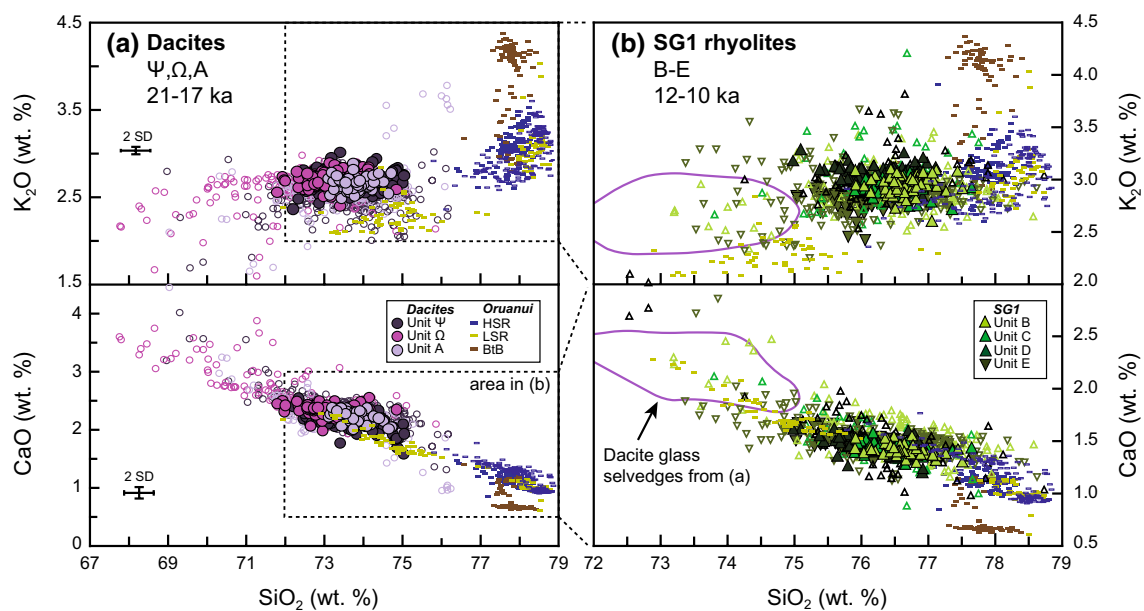 (a) Dacites
Ψ,Ω,A
21-17 ka
2 SD
K2O (wt. %)
4.5
3.5
2.5
1.5
(b) SG1 rhyolites
B-E
12-10 ka
K2O (wt. %)
4.5
4.0
3.5
3.0
2.5
2.0
CaO (wt. %)
4
3
2
1
0
Dacites Oruanui
Unit Ψ HSR
Unit Ω LSR
Unit A BtB
area in (b)
2 SD
67 69 71 73 75 77 79
SiO2 (wt. %)
SG1
Unit B
Unit C
Unit D
Unit E
Dacite glass
selvedges from (a)
CaO (wt. %)
2.5
2.0
1.5
1.0
0.5
72 73 74 75 76 77 78 79
SiO2 (wt. %)